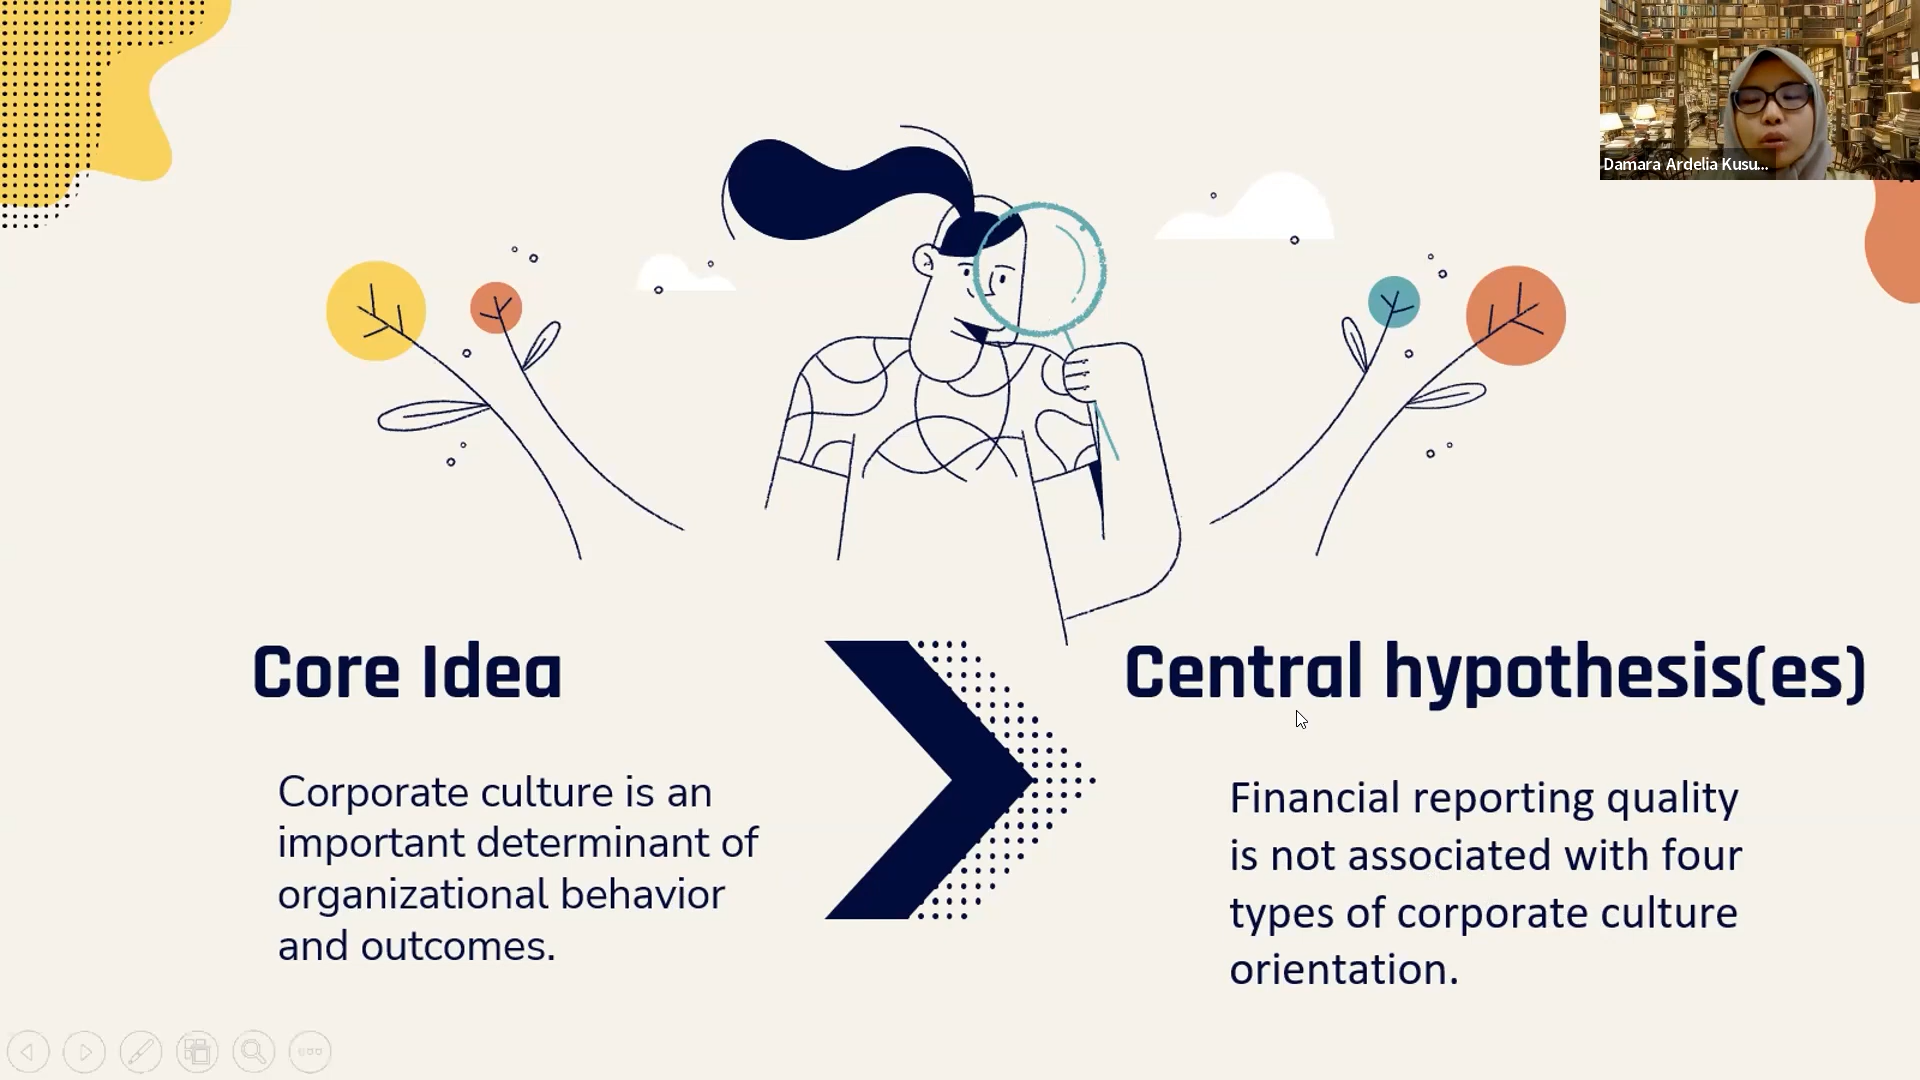 Damara Ardelia Kusu...
Core Idea
Corporate culture is an
important determinant of
organizational behavior
and outcomes.
Central hypothesis(es)
Financial reporting quality
is not associated with four
types of corporate culture
orientation.